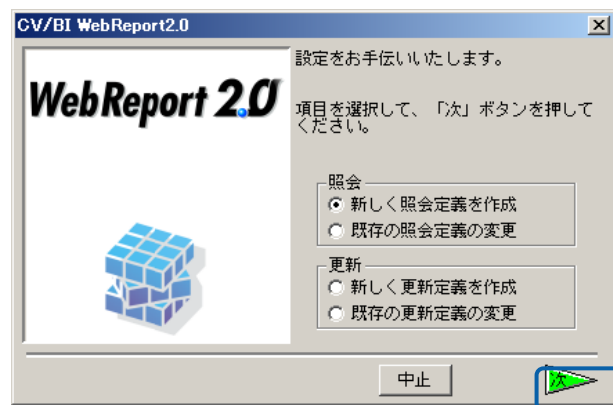 CV/BI WebReport2.0
WebReport 2.0
設定をお手伝いいたします。
項目を選択して、「次」ボタンを押して
ください。
照会
新しく照会定義を作成
既存の照会定義の変更
更新
新しく更新定義を作成
既存の更新定義の変更
中止
次